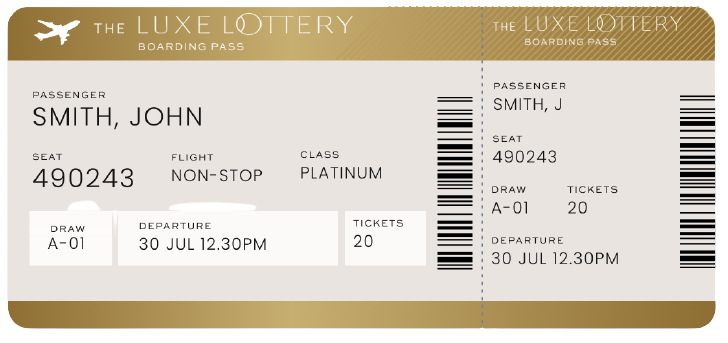 THE LUXE LOTTERY
BOARDING PASS
PASSENGER
SMITH, JOHN
SEAT
490243
FLIGHT
NON-STOP
CLASS
PLATINUM
DRAW
A-01
DEPARTURE
30 JUL 12.30PM
TICKETS
20
THE LUXE LOTTERY
BOARDING PASS
PASSENGER
SMITH, J
SEAT
490243
DRAW
A-01
TICKETS
20
DEPARTURE
30 JUL 12.30PM